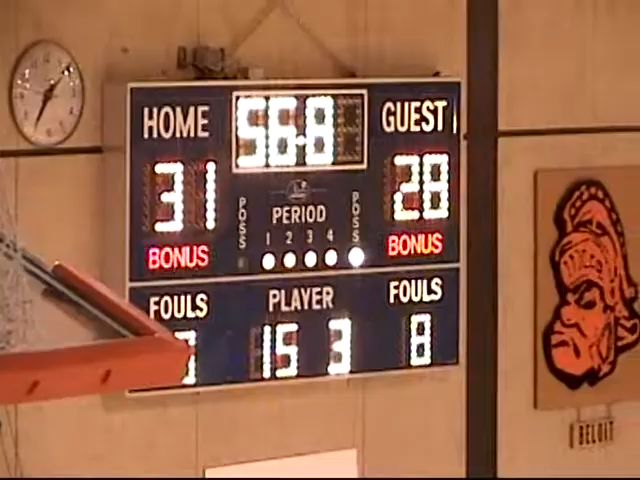 HOME 56.8 GUEST
31 28
POSS PERIOD POSS
1 2 3 4
BONUS BONUS
FOULS PLAYER FOULS
15 3 8
BELOIT